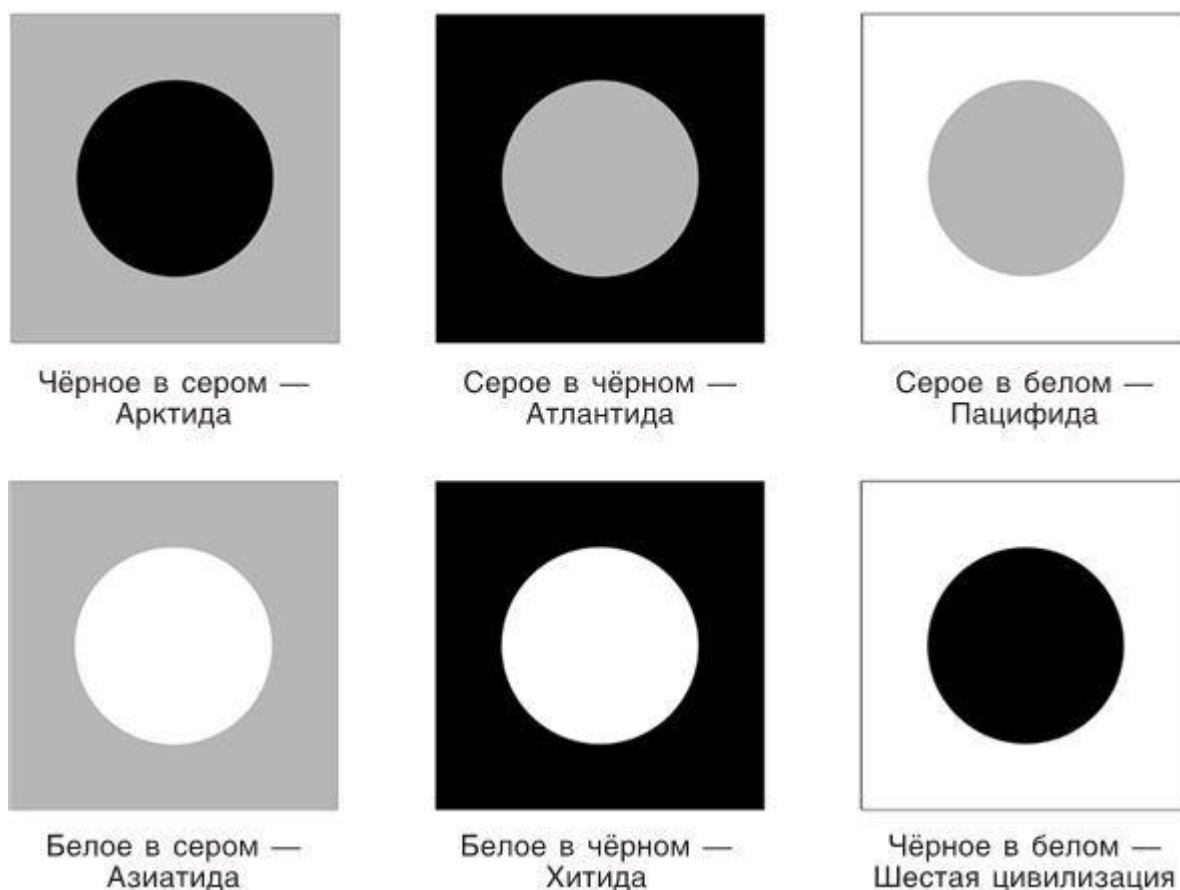 Чёрное в сером —
Арктида
Серое в чёрном —
Атлантида
Серое в белом —
Пацифида
Белое в сером —
Азиатида
Белое в чёрном —
Хитида
Чёрное в белом —
Шестая цивилизация